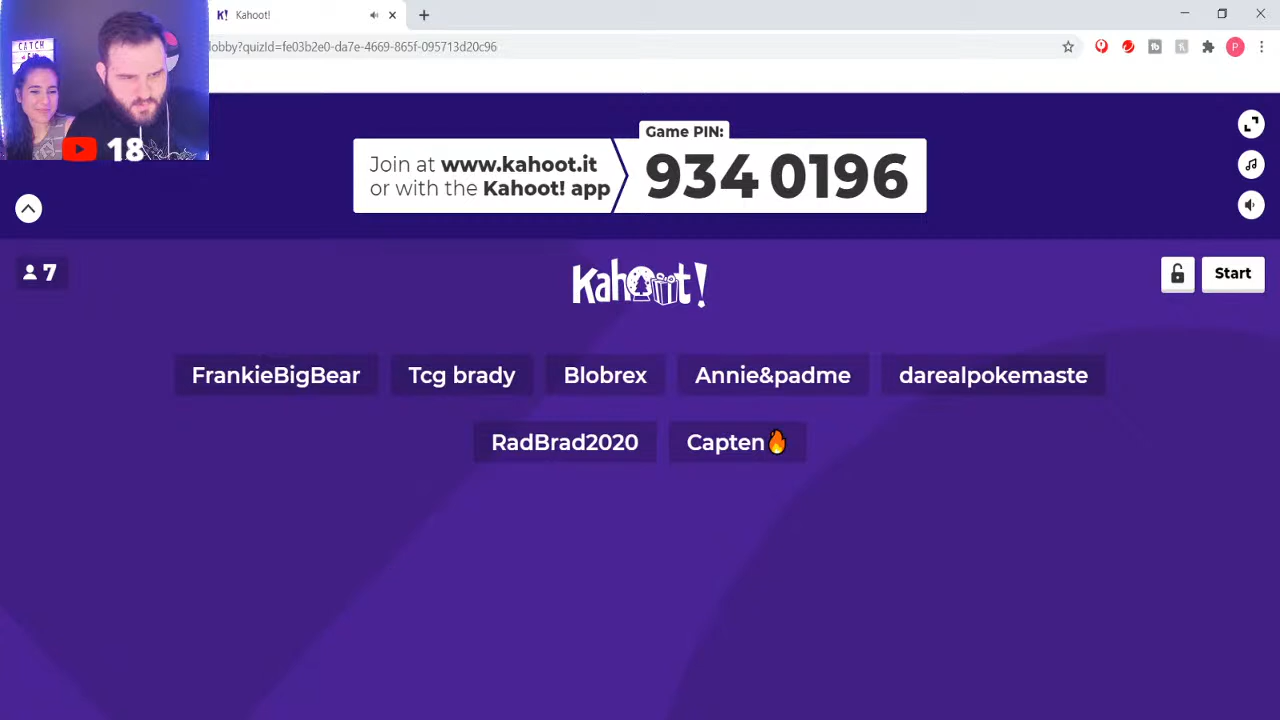 Kahoot!
lobby?quizId=fe03b2e0-da7e-4669-865f-095713d20c96
P
CATCH
18
Game PIN:
Join at www.kahoot.it
or with the Kahoot! app
934 0196
7
Kahoot!
Start
FrankieBigBear
Tcg brady
Blobrex
Annie&padme
darealpokemaste
RadBrad2020
Capten🔥